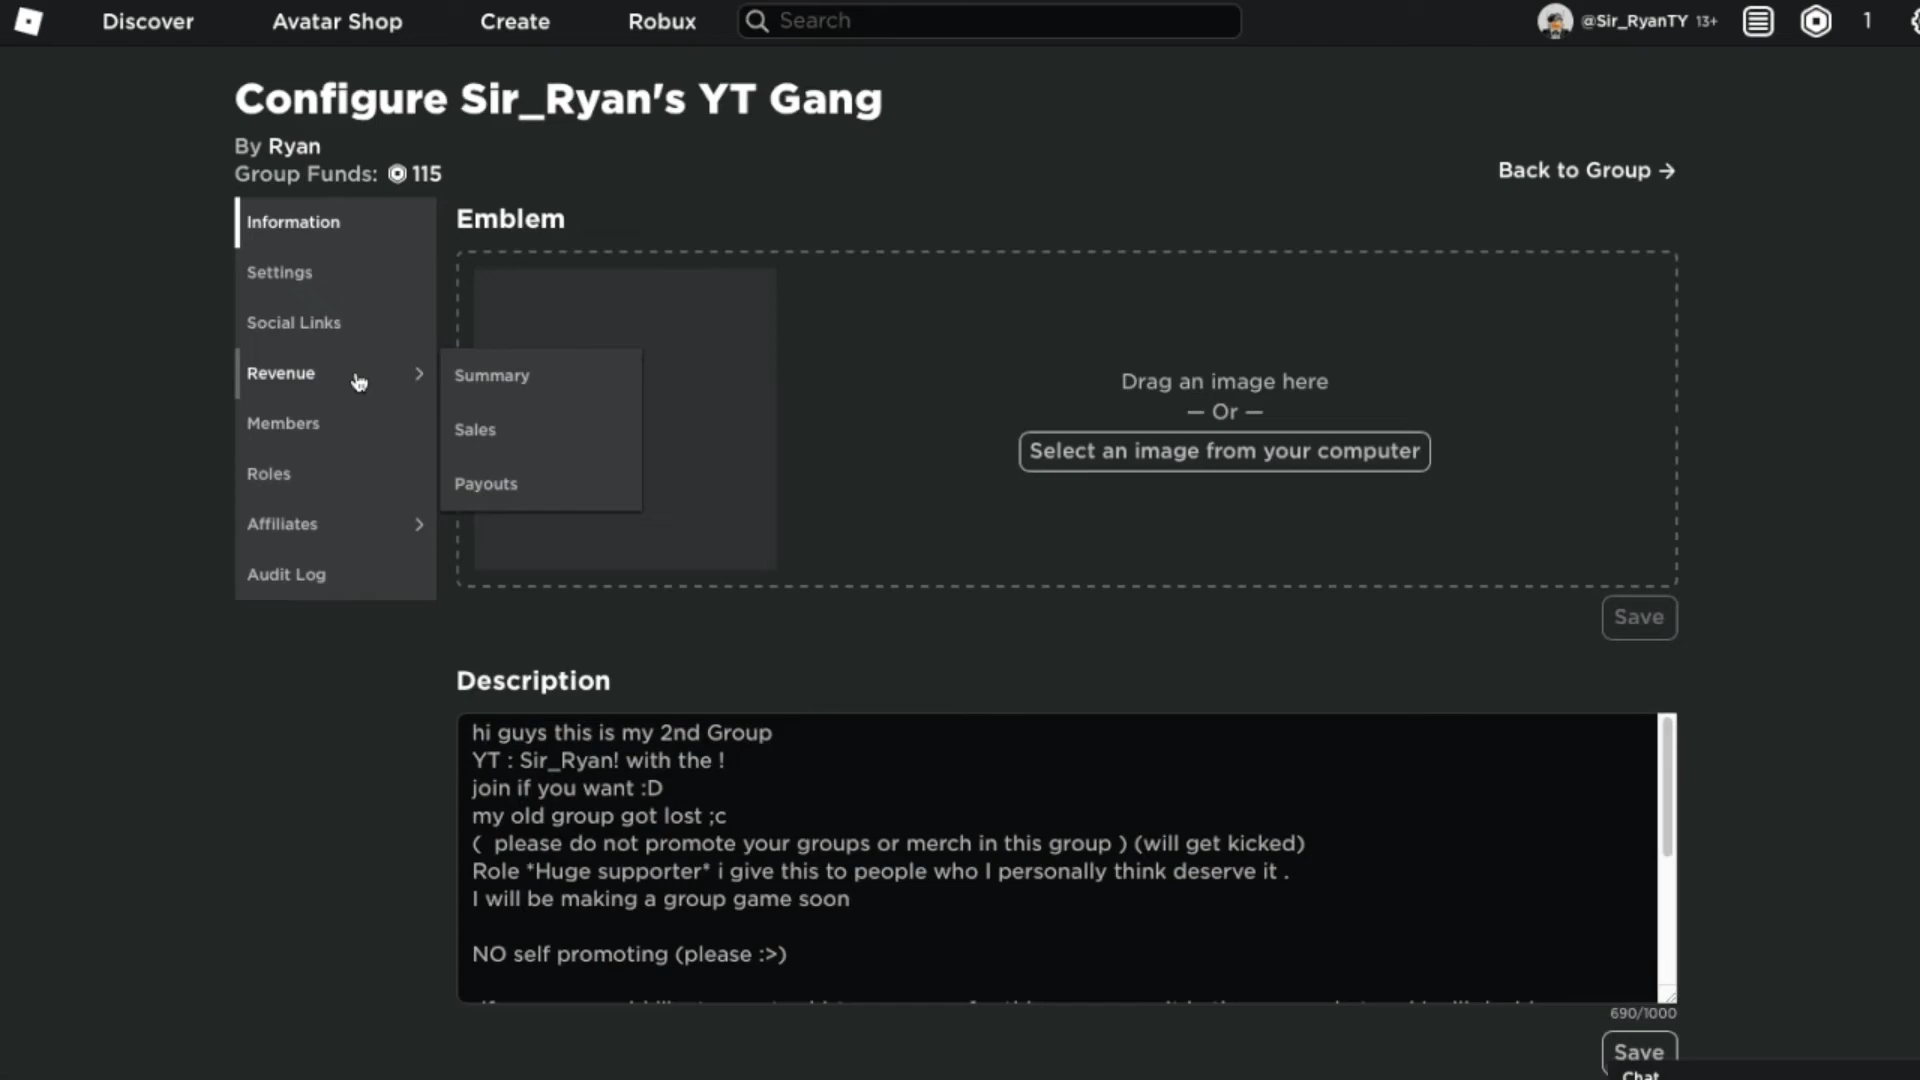 Discover
Avatar Shop
Create
Robux
Search
@Sir_RyanTY 13+
1
Configure Sir_Ryan's YT Gang
By Ryan
Group Funds: 115
Back to Group →
Information
Settings
Social Links
Revenue
Members
Roles
Affiliates
Audit Log
Summary
Sales
Payouts
Emblem
Drag an image here
— Or —
Select an image from your computer
Save
Description
hi guys this is my 2nd Group
YT : Sir_Ryan! with the !
join if you want :D
my old group got lost ;c
( please do not promote your groups or merch in this group ) (will get kicked)
Role *Huge supporter* i give this to people who I personally think deserve it .
I will be making a group game soon
NO self promoting (please :>)
690/1000
Save
Chat